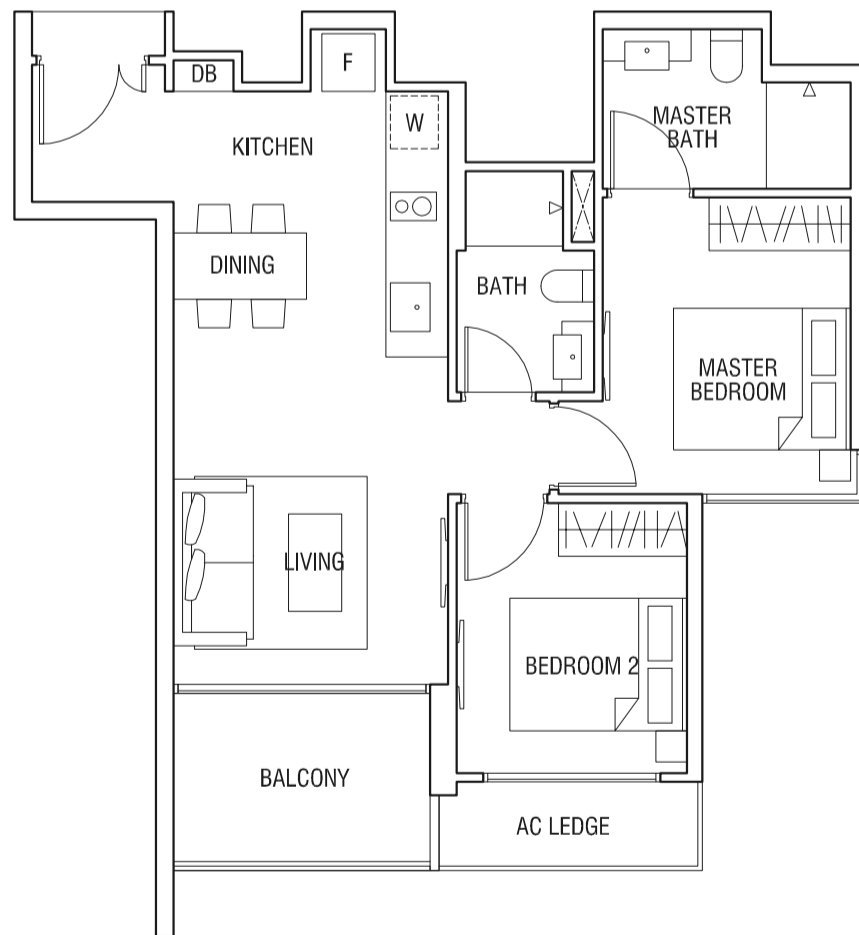 DB
F
W
KITCHEN
MASTER
BATH
DINING
BATH
MASTER
BEDROOM
LIVING
BEDROOM 2
BALCONY
AC LEDGE